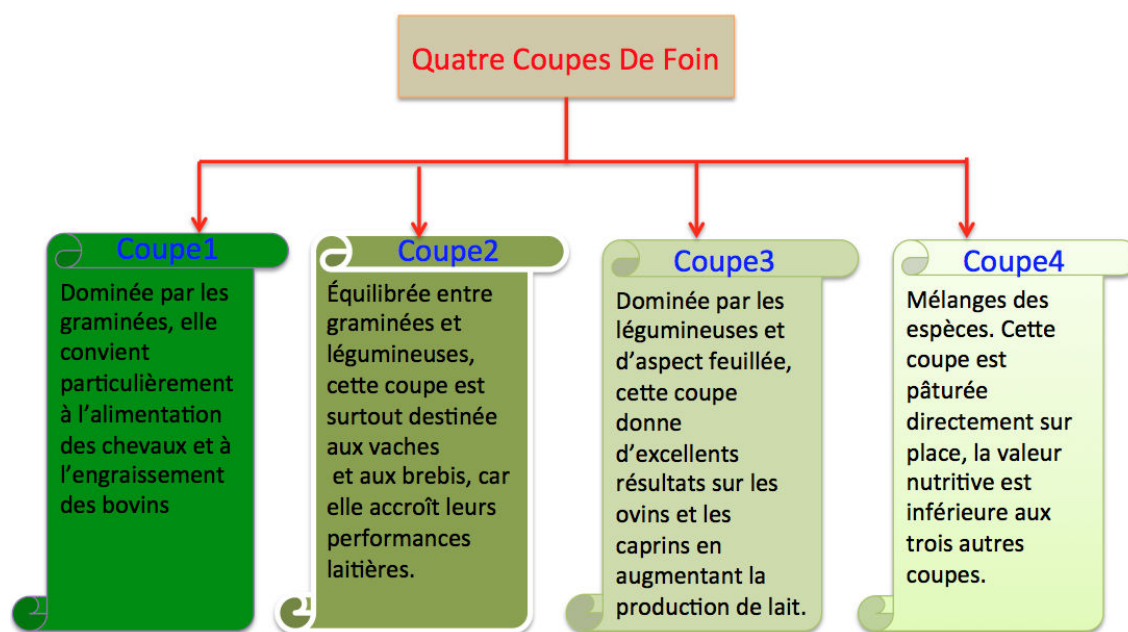 Quatre Coupes De Foin
Coupe1
Dominée par les
graminées, elle
convient
particulièrement
à l'alimentation
des chevaux et à
l'engraissement
des bovins
Coupe2
Équilibrée entre
graminées et
légumineuses,
cette coupe est
surtout destinée
aux vaches
et aux brebis, car
elle accroît leurs
performances
laitières.
Coupe3
Dominée par les
légumineuses et
d'aspect feuillée,
cette coupe
donne
d'excellents
résultats sur les
ovins et les
caprins en
augmentant la
production de lait.
Coupe4
Mélanges des
espèces. Cette
coupe est
pâturée
directement sur
place, la valeur
nutritive est
inférieure aux
trois autres
coupes.